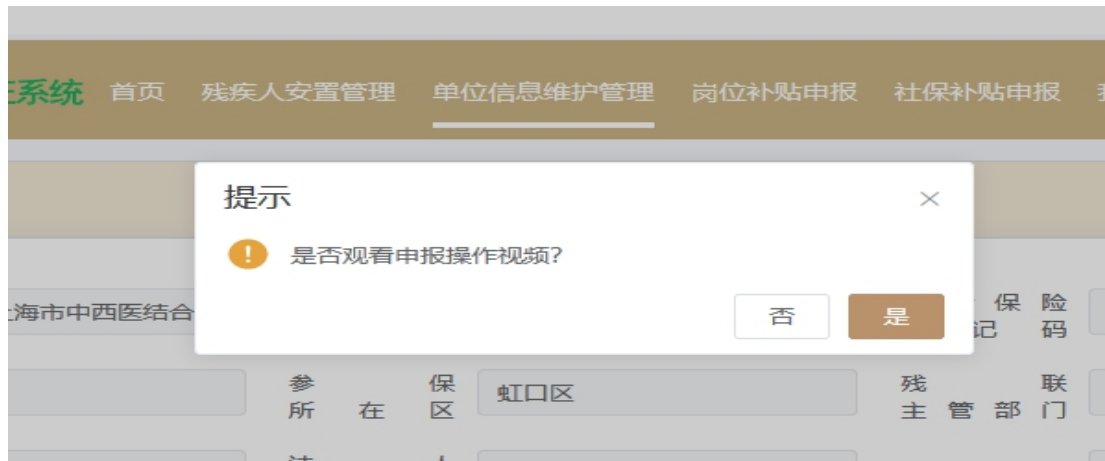 系统 首页 残疾人安置管理 单位信息维护管理 岗位补贴申报 社保补贴申报
提示
是否观看申报操作视频?
否 是
海市中西医结合 保 险
记 码
参 保 虹口区 残 联
所 在 区 主 管 部 门